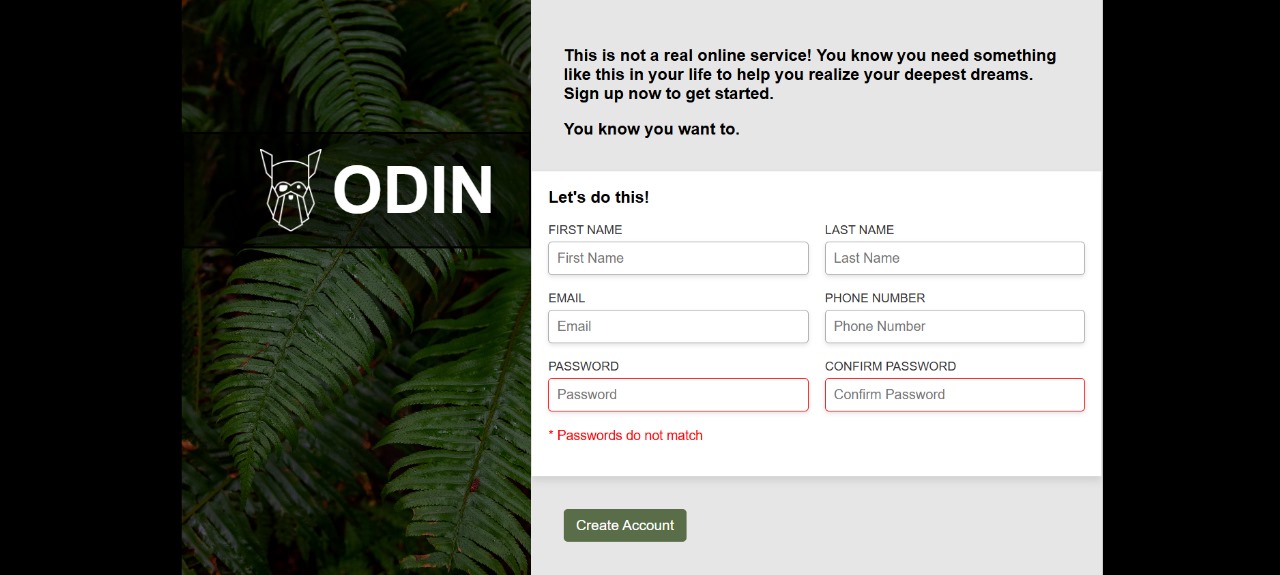 ODIN
This is not a real online service! You know you need something
like this in your life to help you realize your deepest dreams.
Sign up now to get started.
You know you want to.
Let's do this!
FIRST NAME
LAST NAME
First Name
Last Name
EMAIL
PHONE NUMBER
Email
Phone Number
PASSWORD
CONFIRM PASSWORD
Password
Confirm Password
* Passwords do not match
Create Account